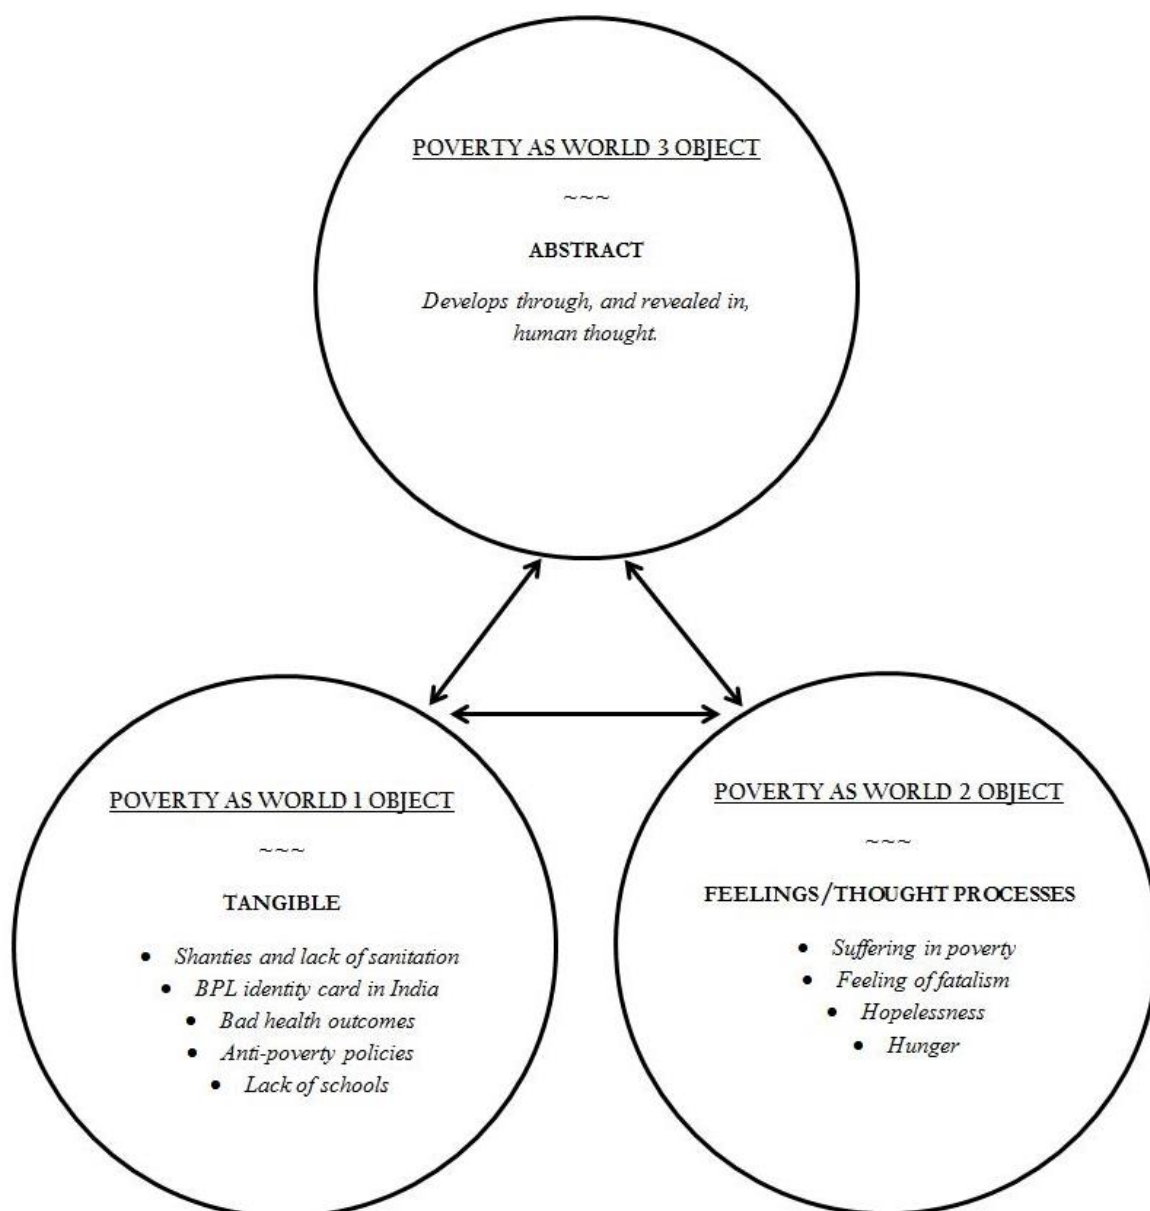 POVERTY AS WORLD 3 OBJECT
~~~
ABSTRACT
Develops through, and revealed in,
human thought.
POVERTY AS WORLD 1 OBJECT
~~~
TANGIBLE
• Shanties and lack of sanitation
• BPL identity card in India
• Bad health outcomes
• Anti-poverty policies
• Lack of schools
POVERTY AS WORLD 2 OBJECT
~~~
FEELINGS/THOUGHT PROCESSES
• Suffering in poverty
• Feeling of fatalism
• Hopelessness
• Hunger